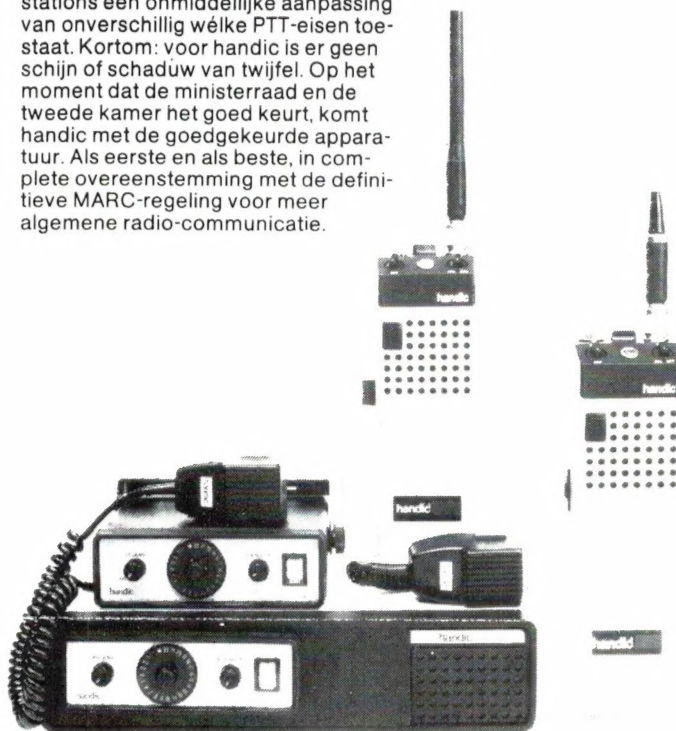 stations een onmiddellijke aanpassing
van onverschillig wélke PTT-eisen toe-
staat. Kortom: voor handic is er geen
schijn of schaduw van twijfel. Op het
moment dat de ministerraad en de
tweede kamer het goed keurt, komt
handic met de goedgekeurde appara-
tuur. Als eerste en als beste, in com-
plete overeenstemming met de defini-
tieve MARC-regeling voor meer
algemene radio-communicatie.
handic
handic
handic
handic
handic
handic
handic